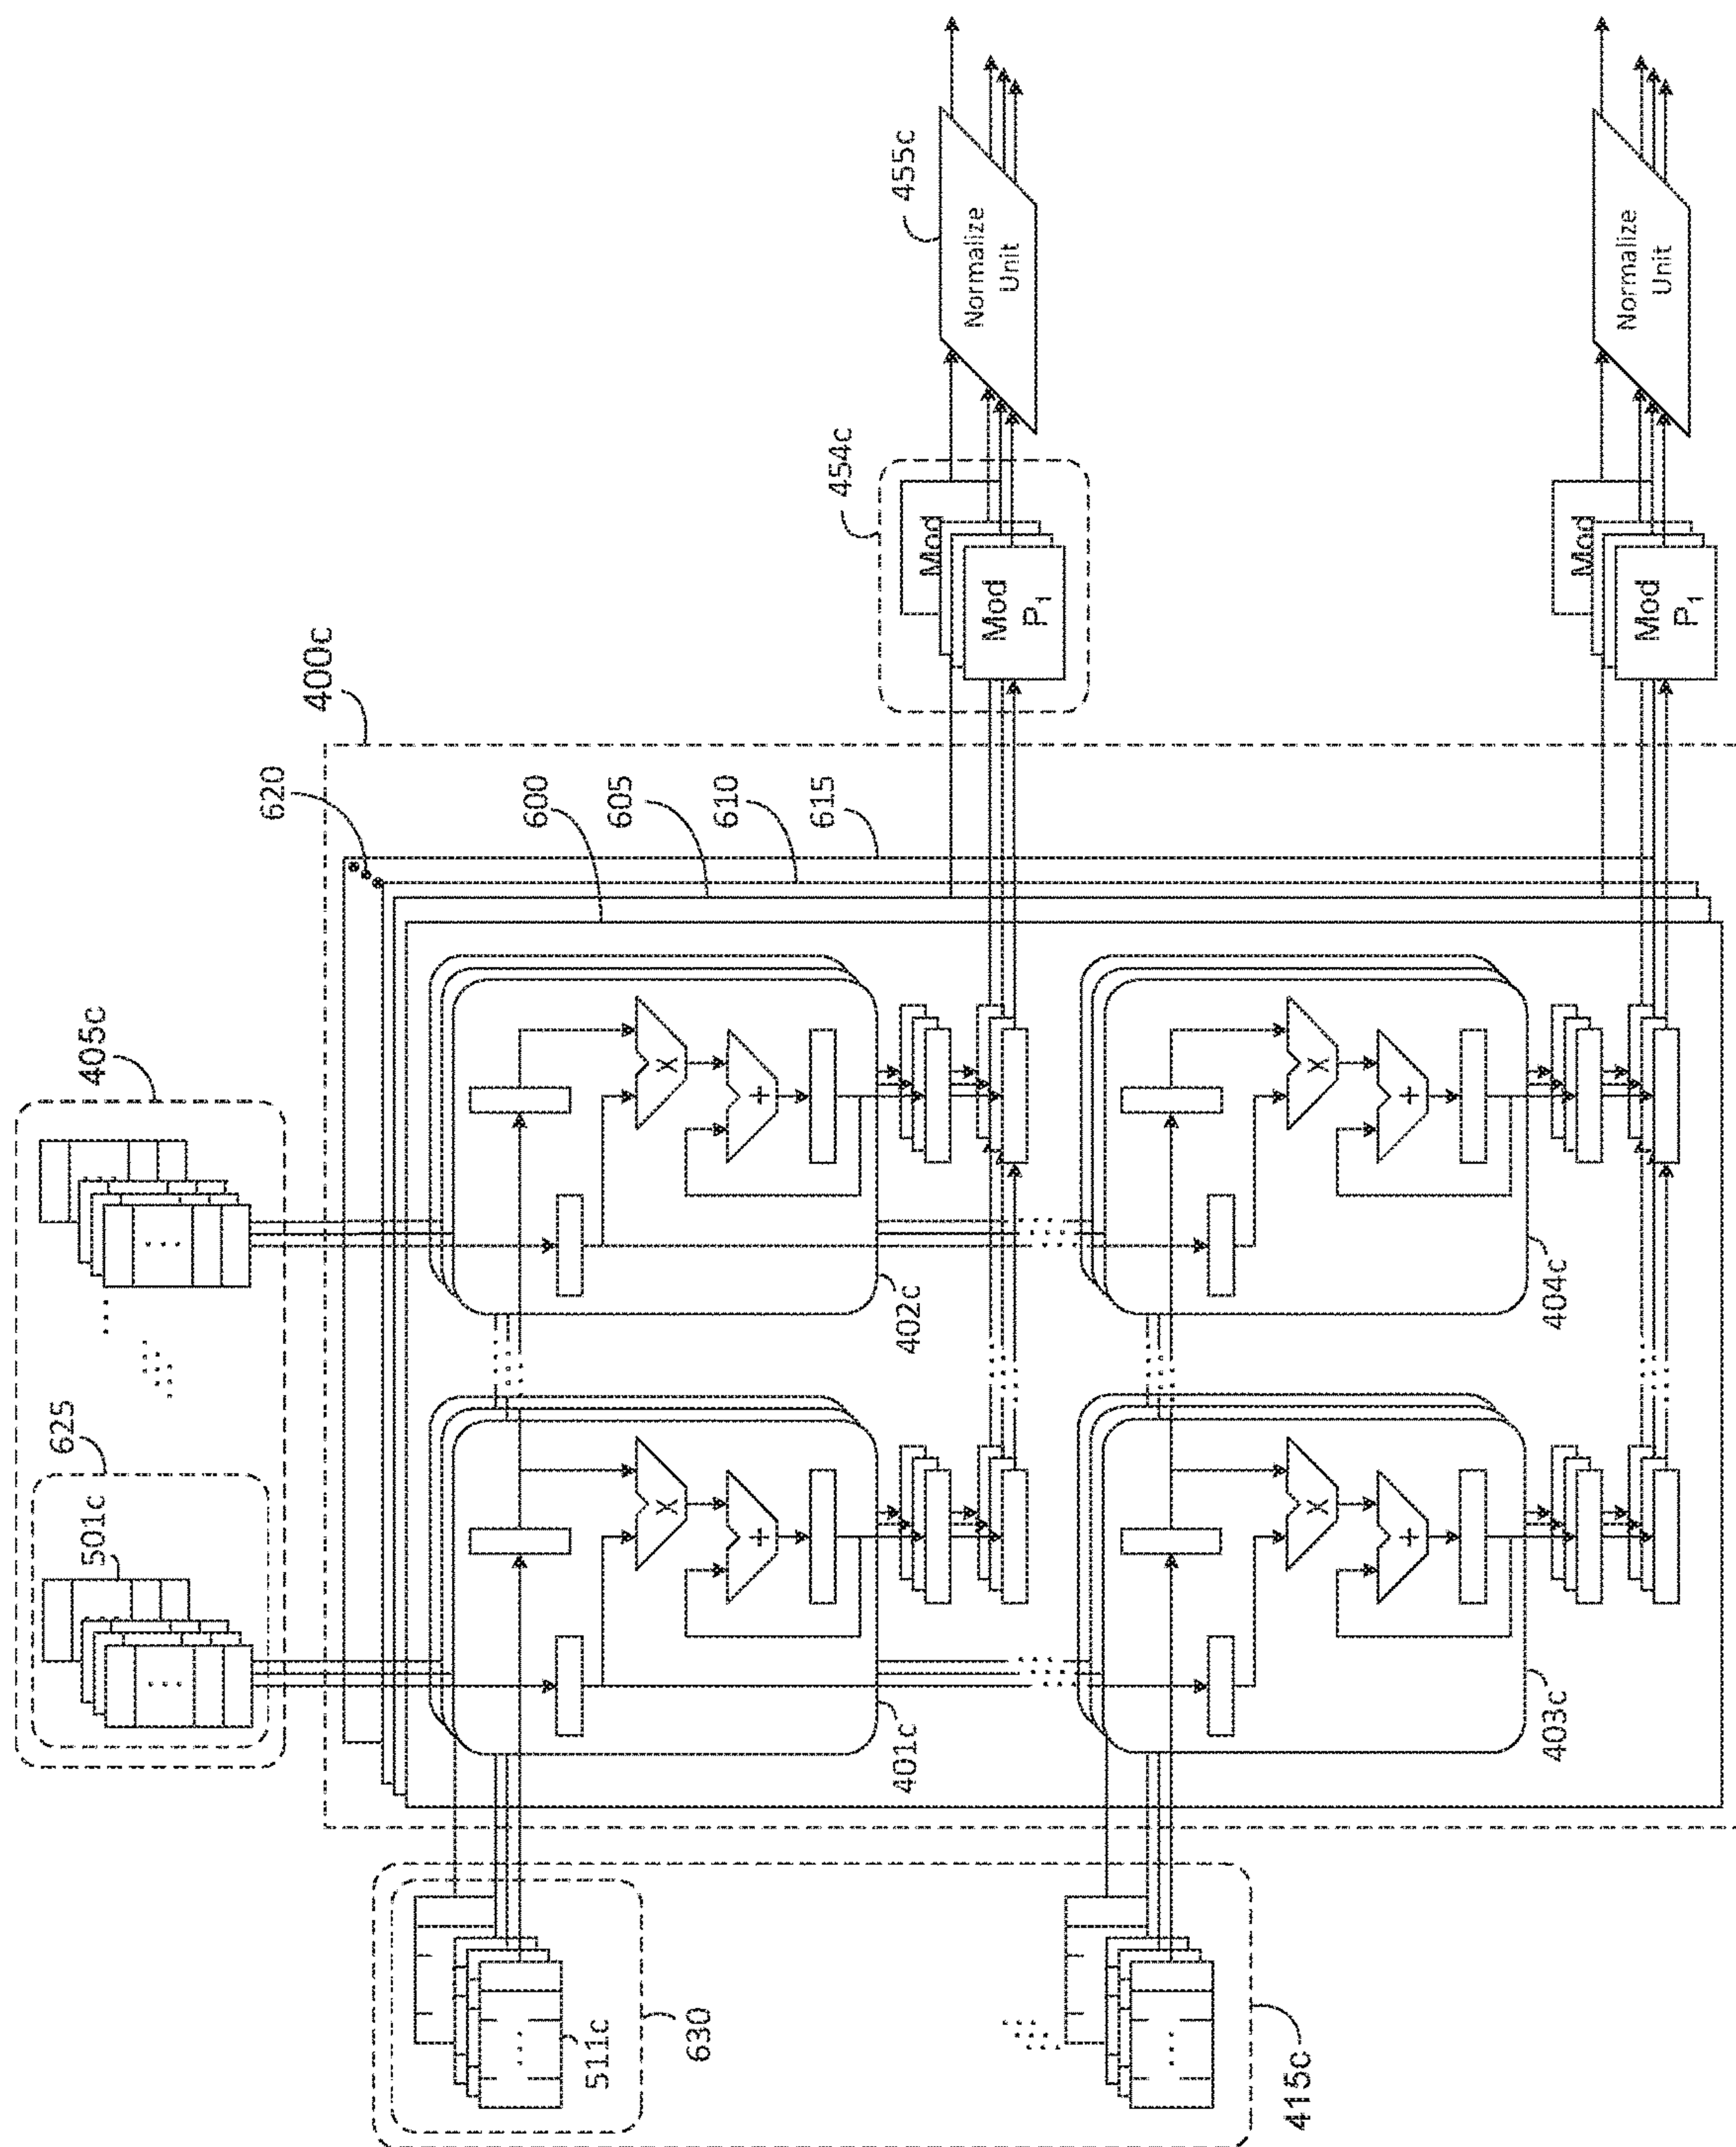 405c
625
501c
400c
620
600
605
610
615
454c
455c
Mod
Mod
P₁
Normalize
Unit
X
+
X
+
401c
402c
630
511c
X
+
X
+
403c
404c
415c
Mod
Mod
P₁
Normalize
Unit